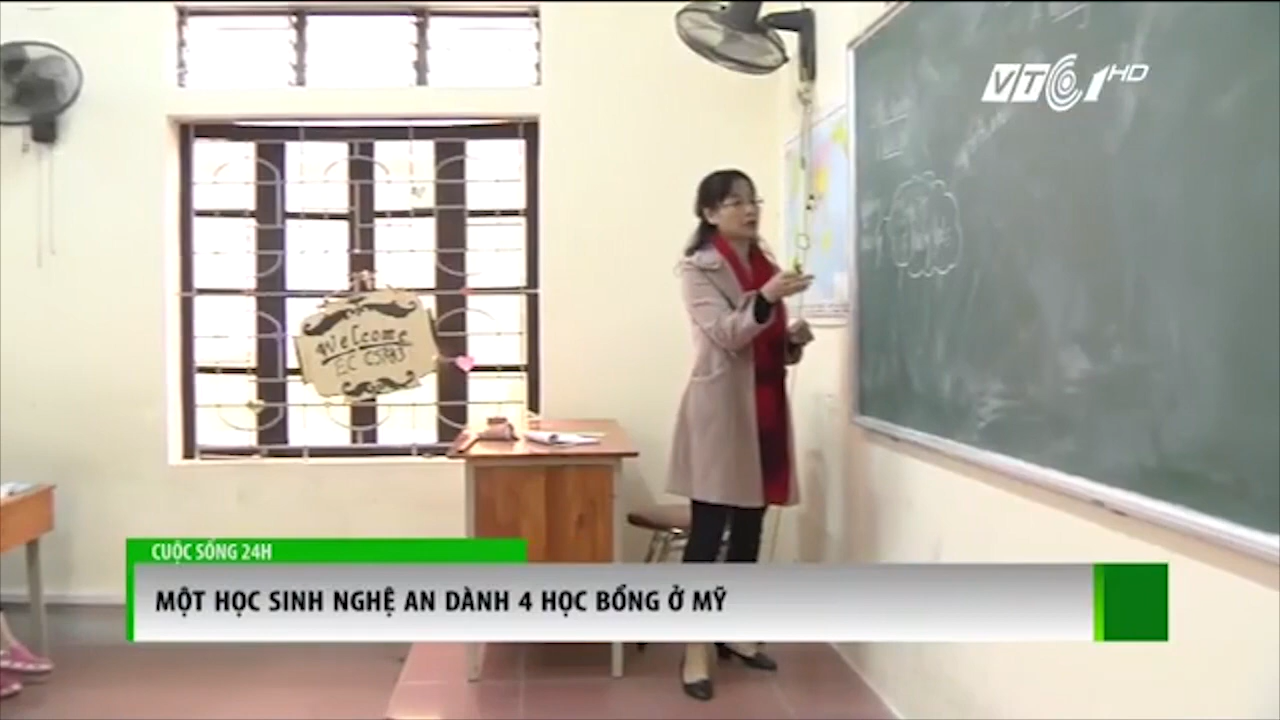 VTC1 HD
Welcome
CUỘC SỐNG 24H
MỘT HỌC SINH NGHỆ AN DÀNH 4 HỌC BỔNG Ở MỸ